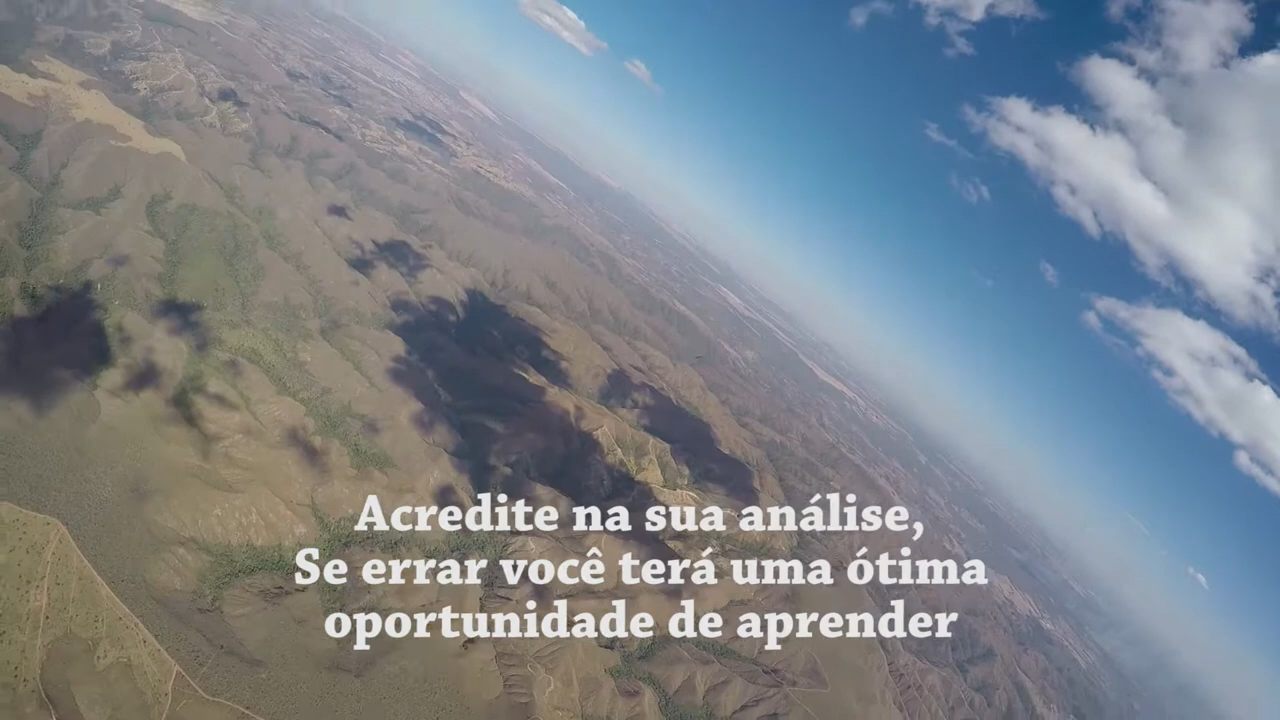 Acredite na sua análise,
Se errar você terá uma ótima
oportunidade de aprender